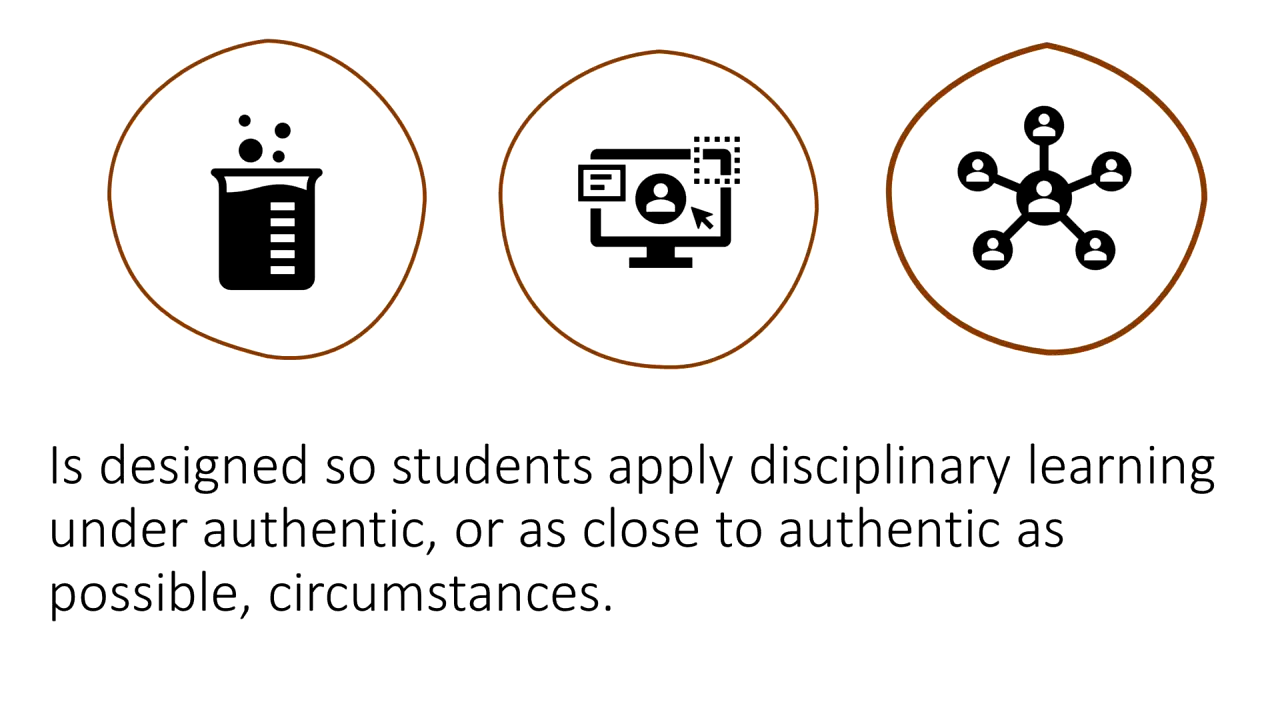 Is designed so students apply disciplinary learning
under authentic, or as close to authentic as
possible, circumstances.